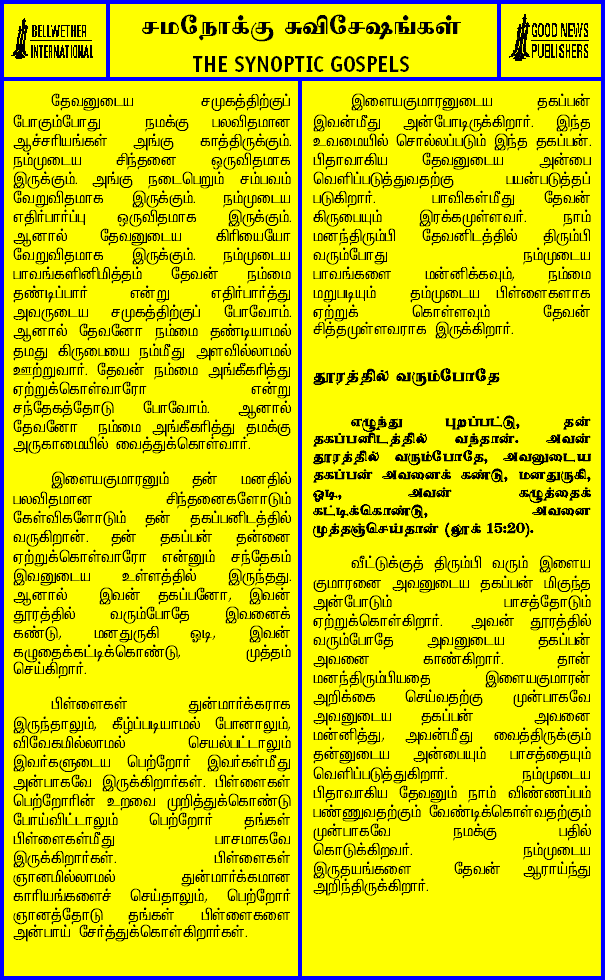 BELLWETHER
INTERNATIONAL
சமநோக்கு சுவிசேஷங்கள்
THE SYNOPTIC GOSPELS
GOOD NEWS
PUBLISHERS
தேவனுடைய சமுகத்திற்குப்
போகும்போது நமக்கு பலவிதமான
ஆச்சரியங்கள் அங்கு காத்திருக்கும்.
நம்முடைய சிந்தனை ஒருவிதமாக
இருக்கும். அங்கு நடைபெறும் சம்பவம்
வேறுவிதமாக இருக்கும். நம்முடைய
எதிர்பார்ப்பு ஒருவிதமாக இருக்கும்.
ஆனால் தேவனுடைய கிரியையோ
வேறுவிதமாக இருக்கும். நம்முடைய
பாவங்களினிமித்தம் தேவன் நம்மை
தண்டிப்பார் என்று எதிர்பார்த்து
அவருடைய சமுகத்திற்குப் போவோம்.
ஆனால் தேவனோ நம்மை தண்டியாமல்
தமது கிருபையை நம்மீது அளவில்லாமல்
ஊற்றுவார். தேவன் நம்மை அங்கீகரித்து
ஏற்றுக்கொள்வாரோ என்று
சந்தேகத்தோடு போவோம். ஆனால்
தேவனோ நம்மை அங்கீகரித்து தமக்கு
அருகாமையில் வைத்துக்கொள்வார்.
இளையகுமாரனும் தன் மனதில்
பலவிதமான சிந்தனைகளோடும்
கேள்விகளோடும் தன் தகப்பனிடத்தில்
வருகிறான். தன் தகப்பன் தன்னை
ஏற்றுக்கொள்வாரோ என்னும் சந்தேகம்
இவனுடைய உள்ளத்தில் இருந்தது.
ஆனால் இவன் தகப்பனோ, இவன்
தூரத்தில் வரும்போதே இவனைக்
கண்டு, மனதுருகி ஓடி, இவன்
கழுதைக்கட்டிக்கொண்டு, முத்தம்
செய்கிறார்.
பிள்ளைகள் துன்மார்க்கராக
இருந்தாலும், கீழ்ப்படியாமல் போனாலும்,
விவேகமில்லாமல் செயல்பட்டாலும்
இவர்களுடைய பெற்றோர் இவர்கள்மீது
அன்பாகவே இருக்கிறார்கள். பிள்ளைகள்
பெற்றோரின் உறவை முறித்துக்கொண்டு
போய்விட்டாலும் பெற்றோர் தங்கள்
பிள்ளைகள்மீது பாசமாகவே
இருக்கிறார்கள். பிள்ளைகள்
ஞானமில்லாமல் துன்மார்க்கமான
காரியங்களைச் செய்தாலும், பெற்றோர்
ஞானத்தோடு தங்கள் பிள்ளைகளை
அன்பாய் சேர்த்துக்கொள்கிறார்கள்.
இளையகுமாரனுடைய தகப்பன்
இவன்மீது அன்போடிருக்கிறார். இந்த
உவமையில் சொல்லப்படும் இந்த தகப்பன்.
பிதாவாகிய தேவனுடைய அன்பை
வெளிப்படுத்துவதற்கு பயன்படுத்தப்
படுகிறார். பாவிகள்மீது தேவன்
கிருபையும் இரக்கமுள்ளவர். நாம்
மனந்திரும்பி தேவனிடத்தில் திரும்பி
வரும்போது நம்முடைய
பாவங்களை மன்னிக்கவும், நம்மை
மறுபடியும் தம்முடைய பிள்ளைகளாக
ஏற்றுக் கொள்ளவும் தேவன்
சித்தமுள்ளவராக இருக்கிறார்.
தூரத்தில் வரும்போதே
எழுந்து புறப்பட்டு, தன்
தகப்பனிடத்தில் வந்தான். அவன்
தூரத்தில் வரும்போதே, அவனுடைய
தகப்பன் அவனைக் கண்டு, மனதுருகி,
ஓடி, அவன் கழுத்தைக்
கட்டிக்கொண்டு, அவனை
முத்தஞ்செய்தான் (லூக் 15:20).
வீட்டுக்குத் திரும்பி வரும் இளைய
குமாரனை அவனுடைய தகப்பன் மிகுந்த
அன்போடும் பாசத்தோடும்
ஏற்றுக்கொள்கிறார். அவன் தூரத்தில்
வரும்போதே அவனுடைய தகப்பன்
அவனை காண்கிறார். தான்
மனந்திரும்பியதை இளையகுமாரன்
அறிக்கை செய்வதற்கு முன்பாகவே
அவனுடைய தகப்பன் அவனை
மன்னித்து, அவன்மீது வைத்திருக்கும்
தன்னுடைய அன்பையும் பாசத்தையும்
வெளிப்படுத்துகிறார். நம்முடைய
பிதாவாகிய தேவனும் நாம் விண்ணப்பம்
பண்ணுவதற்கும் வேண்டிக்கொள்வதற்கும்
முன்பாகவே நமக்கு பதில்
கொடுக்கிறவர். நம்முடைய
இருதயங்களை தேவன் ஆராய்ந்து
அறிந்திருக்கிறார்.